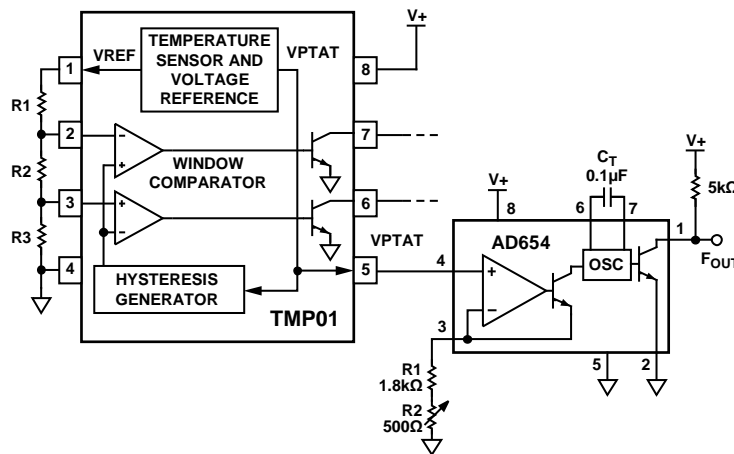 TEMPERATURE
SENSOR AND
VOLTAGE
REFERENCE
VREF
VPTAT
1
8
V+
R1
2
7
WINDOW
COMPARATOR
R2
3
6
R3
VPTAT
4
5
HYSTERESIS
GENERATOR
TMP01
V+
8
CT
0.1µF
6
7
V+
5kΩ
1
FOUT
AD654
OSC
4
3
R1
1.8kΩ
R2
500Ω
5
2